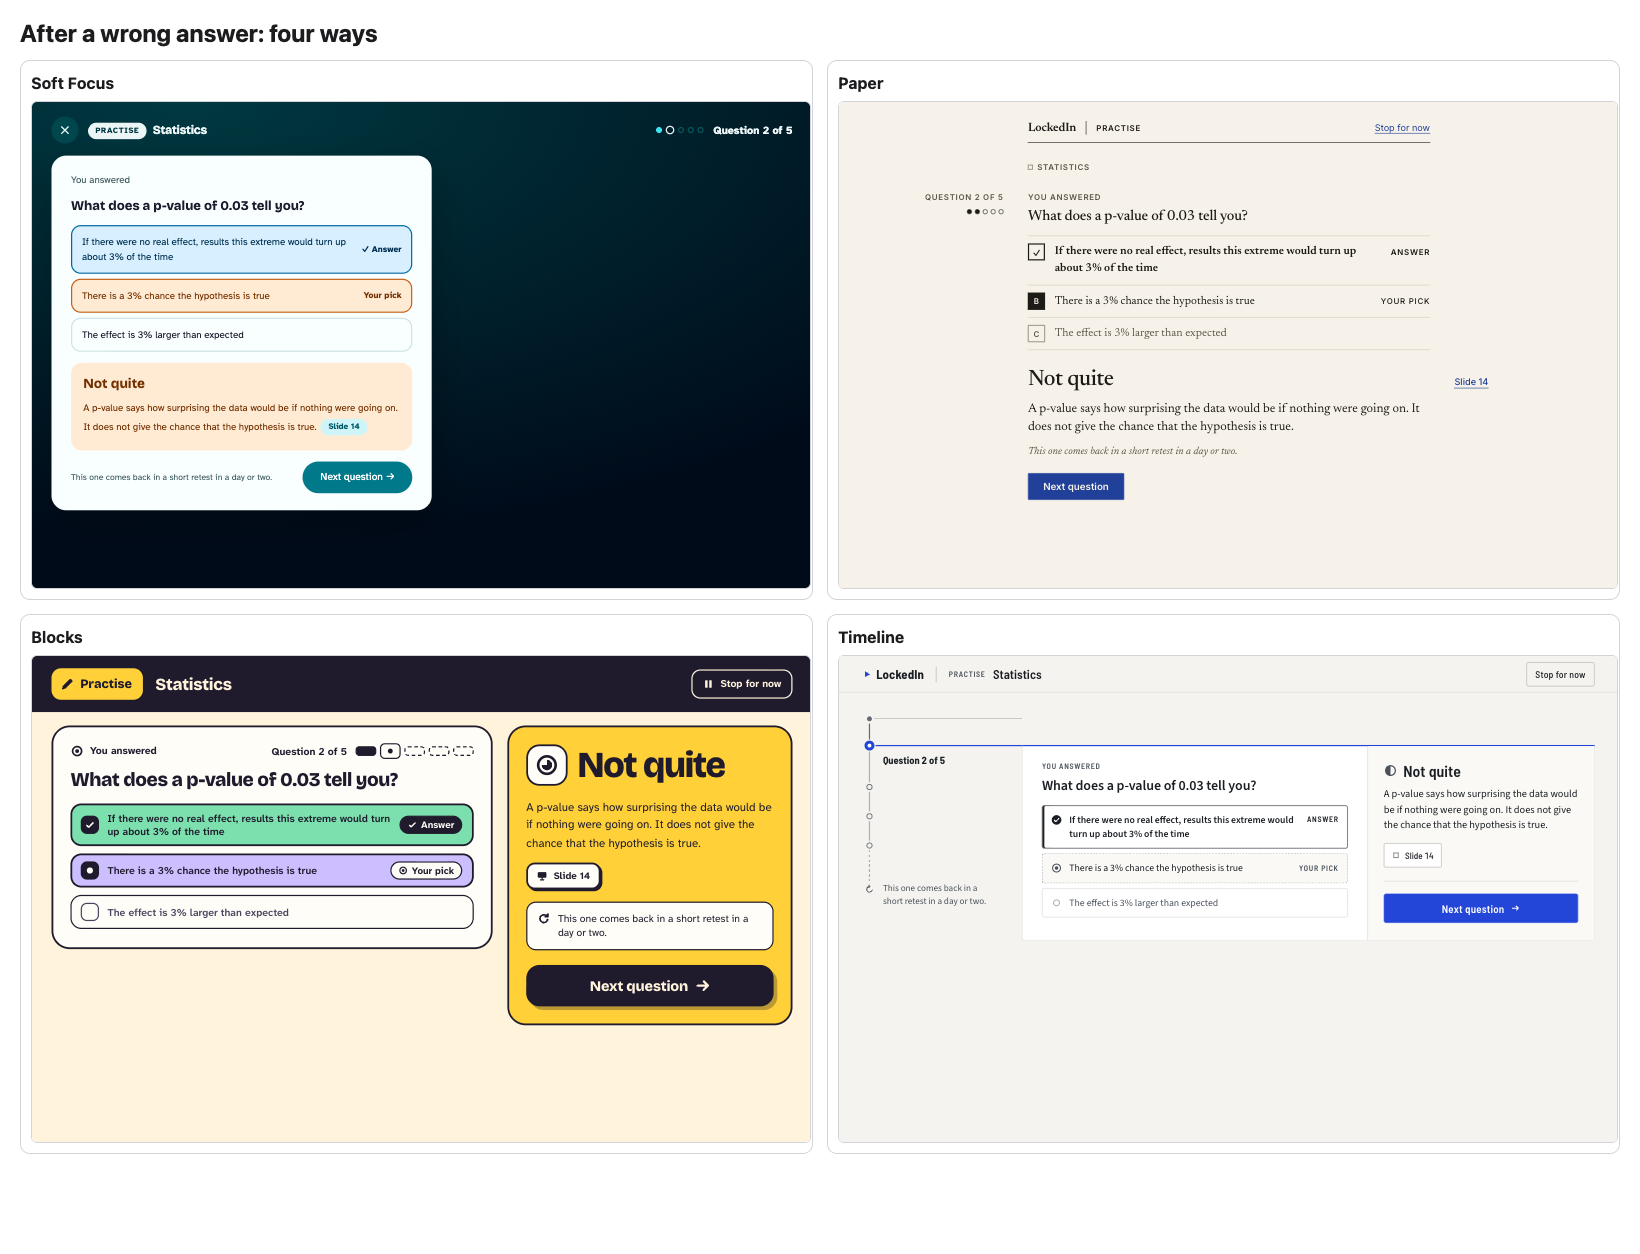 After a wrong answer: four ways
Soft Focus
PRACTISE Statistics
Question 2 of 5
You answered
What does a p-value of 0.03 tell you?
If there were no real effect, results this extreme would turn up
about 3% of the time
✓ Answer
There is a 3% chance the hypothesis is true
Your pick
The effect is 3% larger than expected
Not quite
A p-value says how surprising the data would be if nothing were going on.
It does not give the chance that the hypothesis is true. Slide 14
This one comes back in a short retest in a day or two.
Next question →
Paper
LockedIn | PRACTISE
Stop for now
STATISTICS
QUESTION 2 OF 5
YOU ANSWERED
What does a p-value of 0.03 tell you?
If there were no real effect, results this extreme would turn up
about 3% of the time
ANSWER
B There is a 3% chance the hypothesis is true
YOUR PICK
C The effect is 3% larger than expected
Not quite
Slide 14
A p-value says how surprising the data would be if nothing were going on. It
does not give the chance that the hypothesis is true.
This one comes back in a short retest in a day or two.
Next question
Blocks
Practise Statistics
Stop for now
You answered
Question 2 of 5
What does a p-value of 0.03 tell you?
If there were no real effect, results this extreme would turn
up about 3% of the time
✓ Answer
There is a 3% chance the hypothesis is true
Your pick
The effect is 3% larger than expected
Not quite
A p-value says how surprising the data would be
if nothing were going on. It does not give the
chance that the hypothesis is true.
Slide 14
This one comes back in a short retest in a
day or two.
Next question →
Timeline
LockedIn | PRACTISE Statistics
Stop for now
Question 2 of 5
This one comes back in a
short retest in a day or two.
YOU ANSWERED
What does a p-value of 0.03 tell you?
If there were no real effect, results this extreme would
turn up about 3% of the time
ANSWER
There is a 3% chance the hypothesis is true
YOUR PICK
The effect is 3% larger than expected
Not quite
A p-value says how surprising the data would
be if nothing were going on. It does not give
the chance that the hypothesis is true.
Slide 14
Next question →